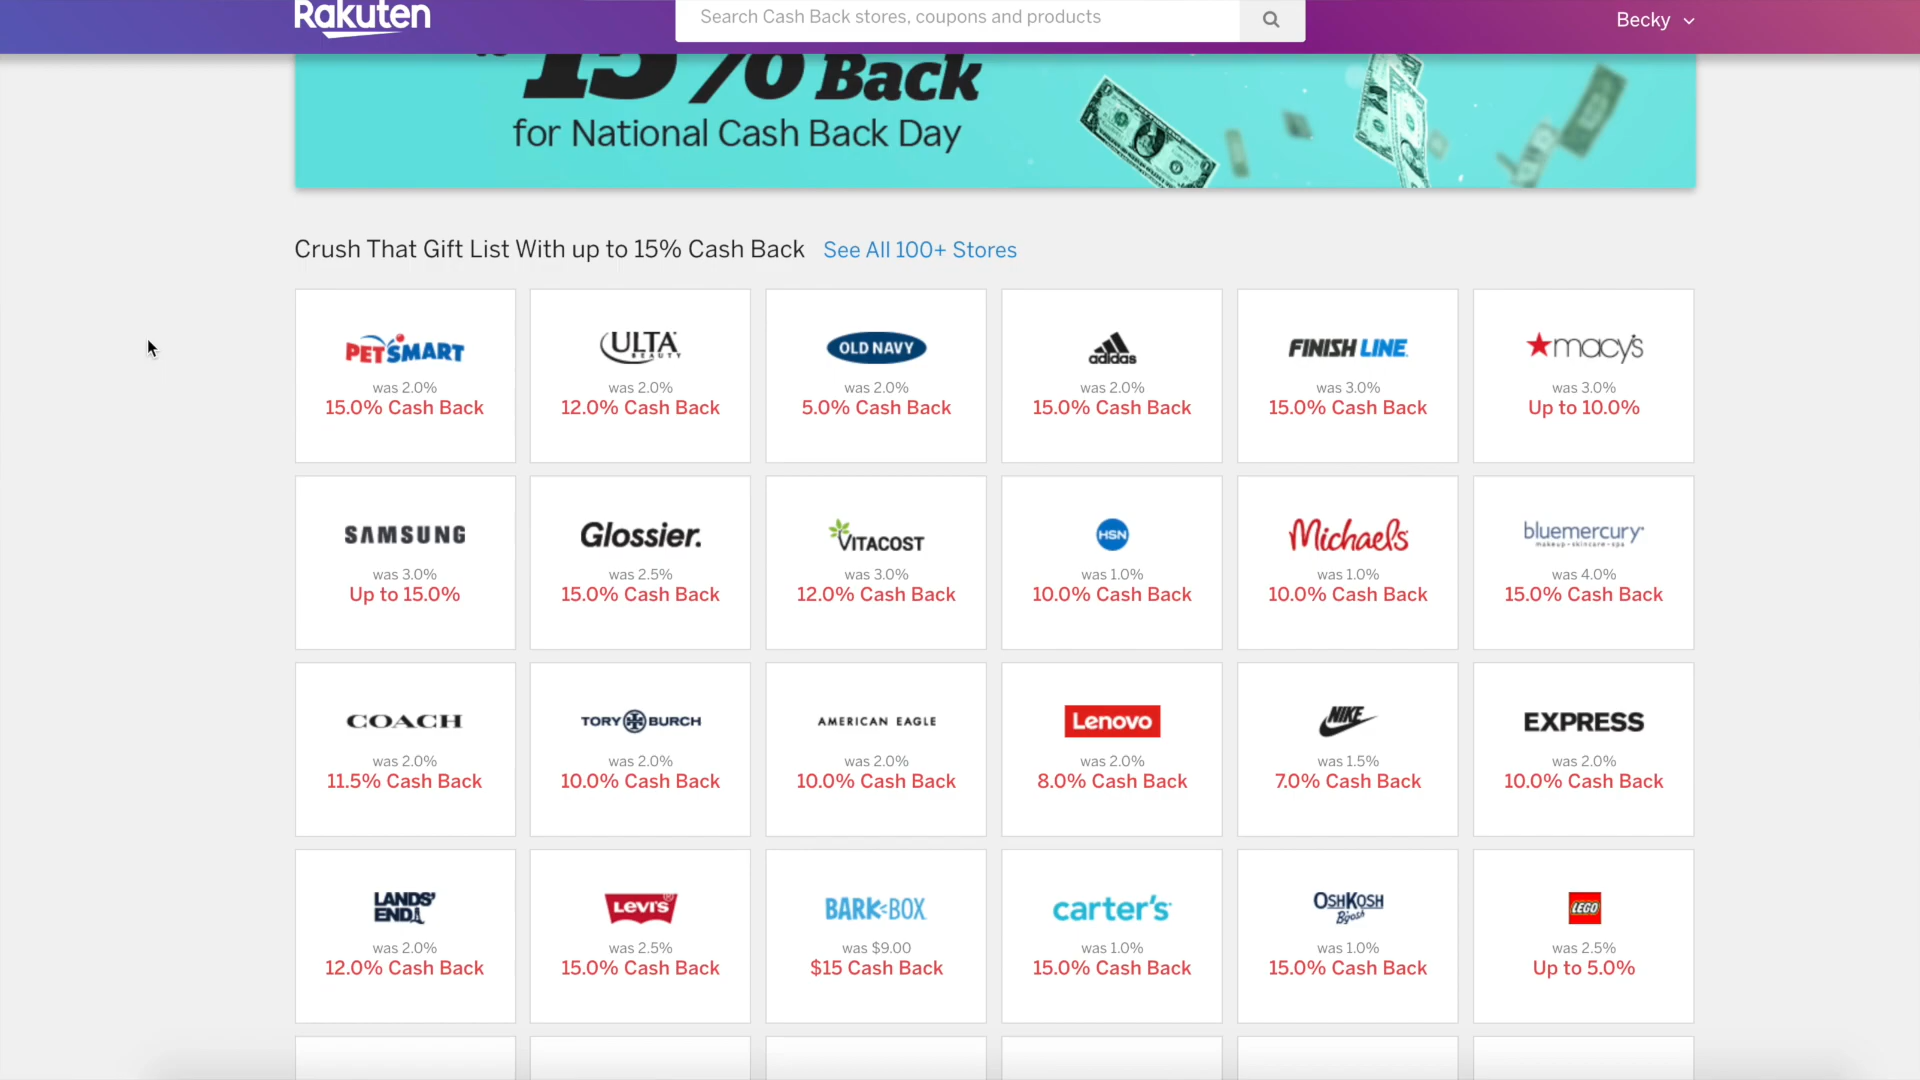 Rakuten
Search Cash Back stores, coupons and products
Becky
15% Back
for National Cash Back Day
Crush That Gift List With up to 15% Cash Back See All 100+ Stores
PETSMART
was 2.0%
15.0% Cash Back
ULTA
BEAUTY
was 2.0%
12.0% Cash Back
OLD NAVY
was 2.0%
5.0% Cash Back
adidas
was 2.0%
15.0% Cash Back
FINISH LINE
was 3.0%
15.0% Cash Back
macy's
was 3.0%
Up to 10.0%
SAMSUNG
was 3.0%
Up to 15.0%
Glossier.
was 2.5%
15.0% Cash Back
VITACOST
was 3.0%
12.0% Cash Back
HSN
was 1.0%
10.0% Cash Back
Michaels
was 1.0%
10.0% Cash Back
bluemercury
makeup • skincare • spa
was 4.0%
15.0% Cash Back
COACH
was 2.0%
11.5% Cash Back
TORY BURCH
was 2.0%
10.0% Cash Back
AMERICAN EAGLE
was 2.0%
10.0% Cash Back
Lenovo
was 2.0%
8.0% Cash Back
NIKE
was 1.5%
7.0% Cash Back
EXPRESS
was 2.0%
10.0% Cash Back
LANDS'
END
was 2.0%
12.0% Cash Back
LEVI'S®
was 2.5%
15.0% Cash Back
BARK BOX
was $9.00
$15 Cash Back
carter's
was 1.0%
15.0% Cash Back
OSHKOSH
B'gosh
was 1.0%
15.0% Cash Back
LEGO
was 2.5%
Up to 5.0%